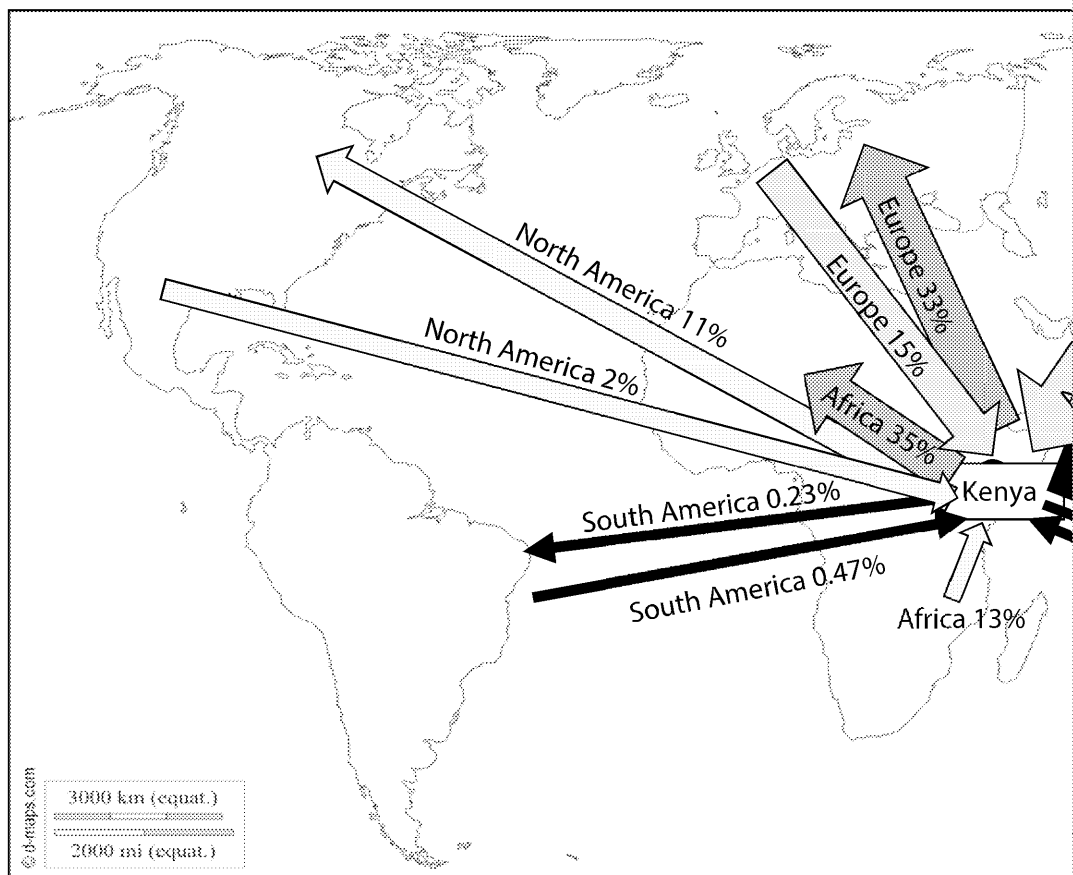 North America 11%
Europe 33%
Europe 15%
North America 2%
Africa 35%
Kenya
South America 0.23%
South America 0.47%
Africa 13%
3000 km (equat.)
2000 mi (equat.)
© d-maps.com